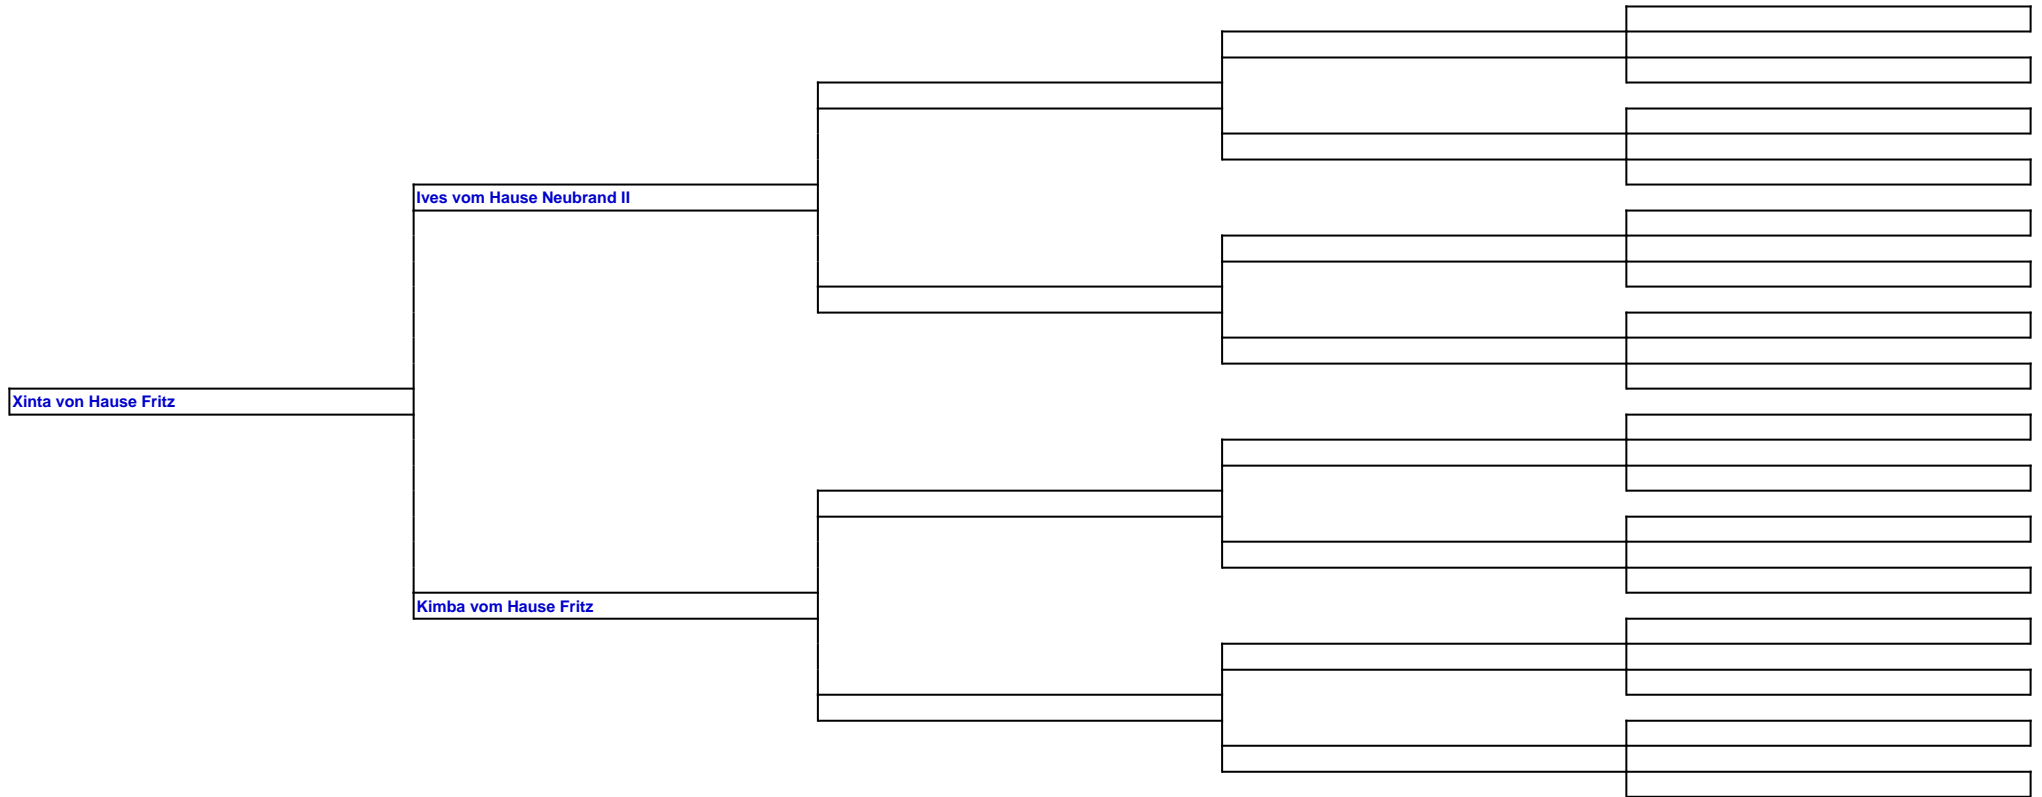 Ives vom Hause Neubrand II
Xinta von Hause Fritz
Kimba vom Hause Fritz